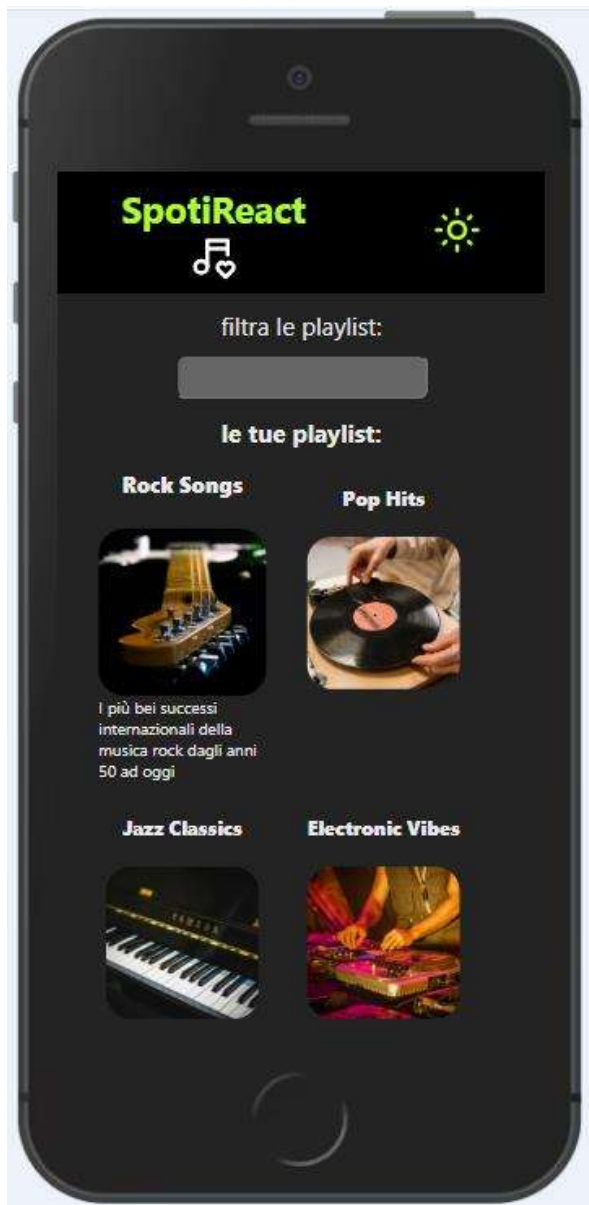 SpotiReact
filtra le playlist:
le tue playlist:
Rock Songs
Pop Hits
I più bei successi
internazionali della
musica rock dagli anni
50 ad oggi
Jazz Classics
Electronic Vibes
YAMAHA